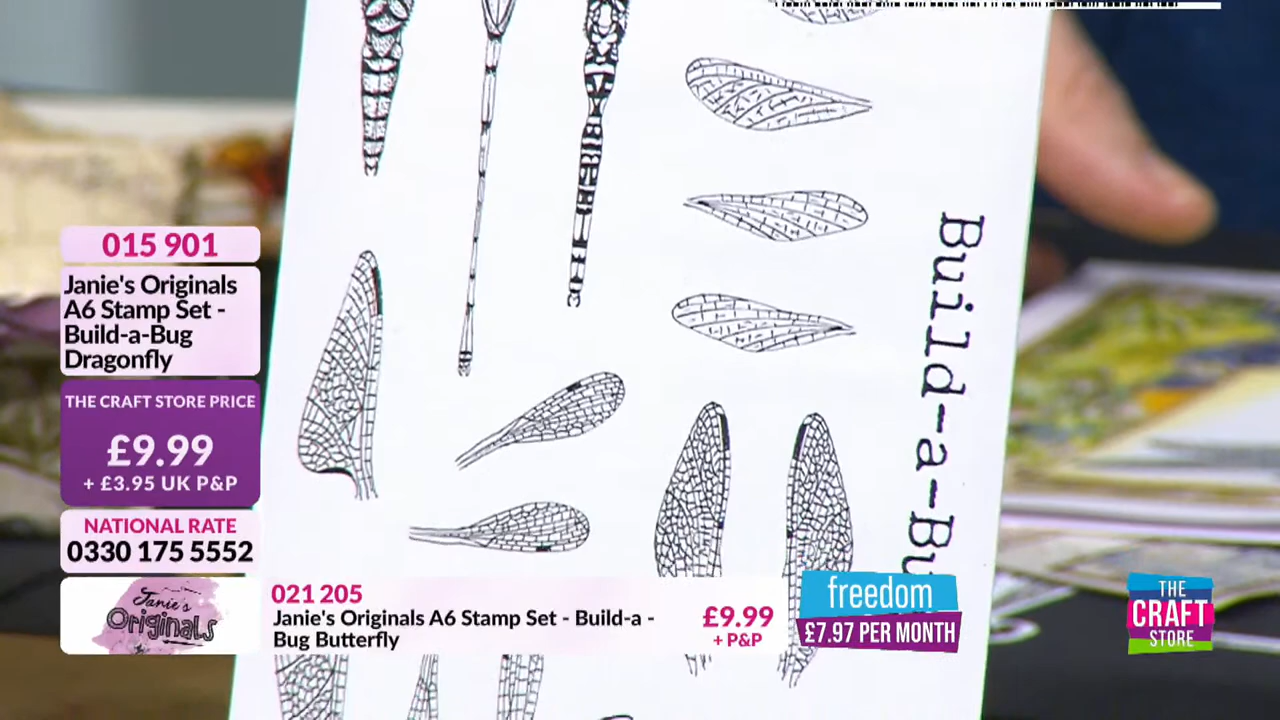 015 901
Janie's Originals
A6 Stamp Set -
Build-a-Bug
Dragonfly
THE CRAFT STORE PRICE
£9.99
+ £3.95 UK P&P
NATIONAL RATE
0330 175 5552
Janie's
Originals
021 205
Janie's Originals A6 Stamp Set - Build-a -
Bug Butterfly
£9.99
+ P&P
freedom
£7.97 PER MONTH
THE
CRAFT
STORE
Build-a-Bu